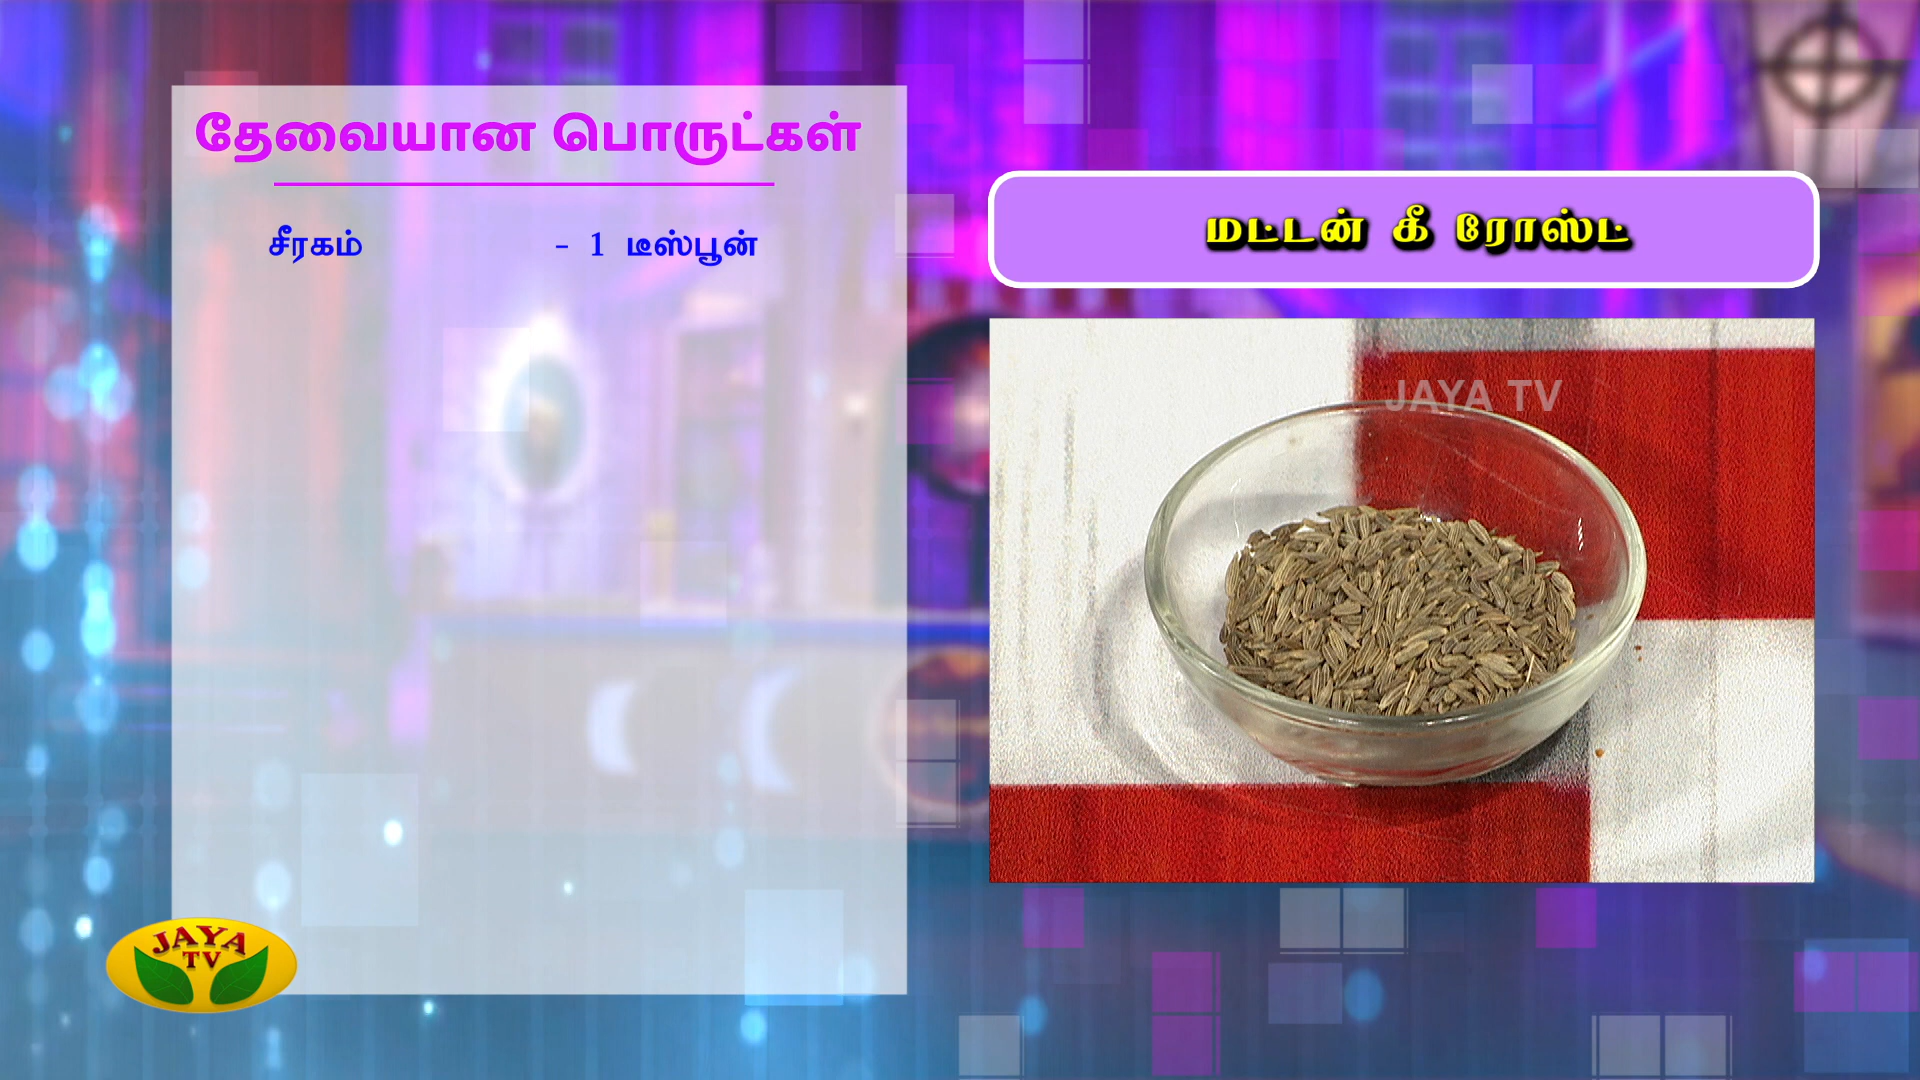 தேவையான பொருட்கள்
சீரகம் - 1 டீஸ்பூன்
மட்டன் கீ ரோஸ்ட்
JAYA TV
JAYA
TV